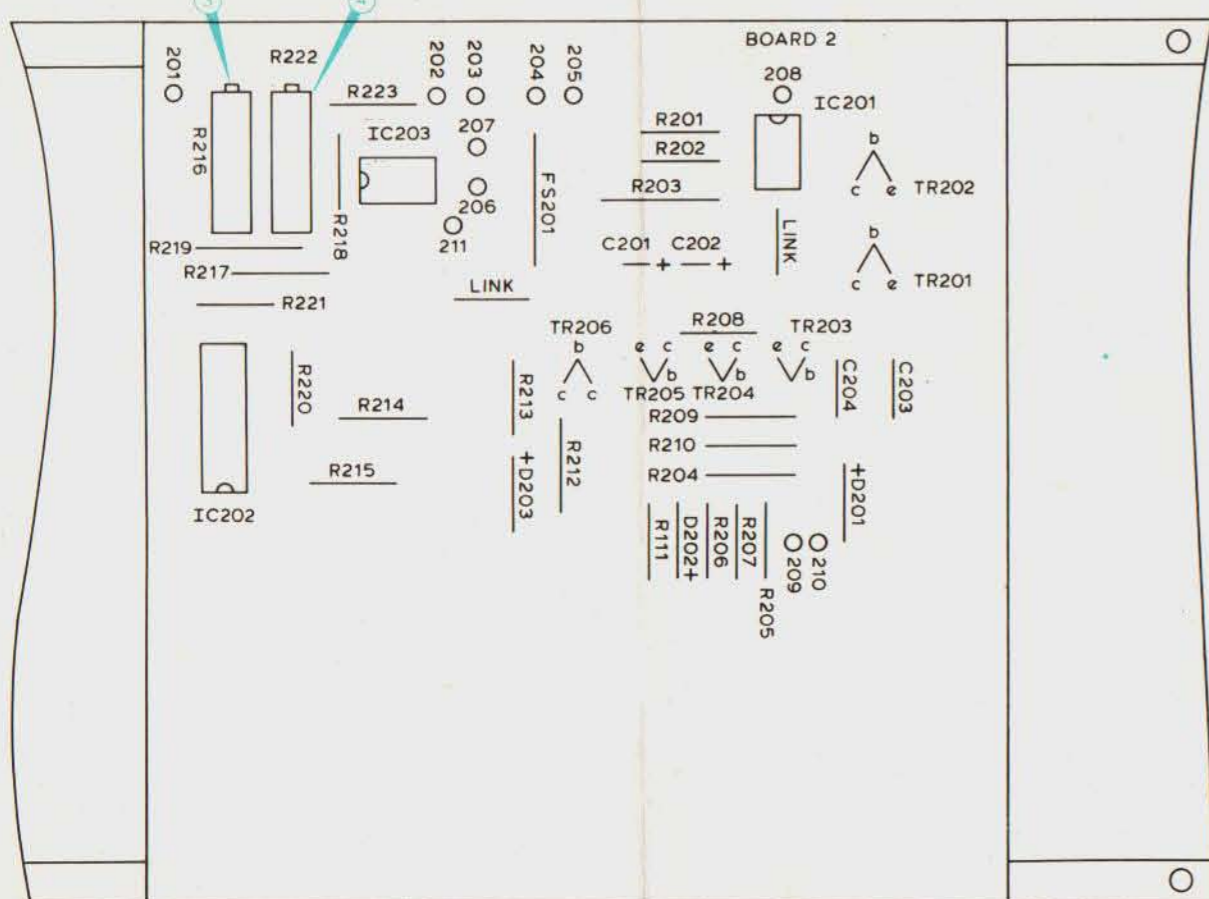 BOARD 2
201
R222
202
203
204
205
208
IC201
R223
R216
IC203
207
R201
R202
b
c e TR202
FS201
R203
206
R218
211
R219
C201 C202
+ +
LINK
b
c e TR201
R217
LINK
R221
TR206
b
c c
R208
TR203
e c
b
TR205
e c
b
TR204
e c
b
R220
R213
C204
C203
R214
R209
R212
R210
R215
+D203
R204
+D201
IC202
R111
D202+
R206
R207
R205
209
210